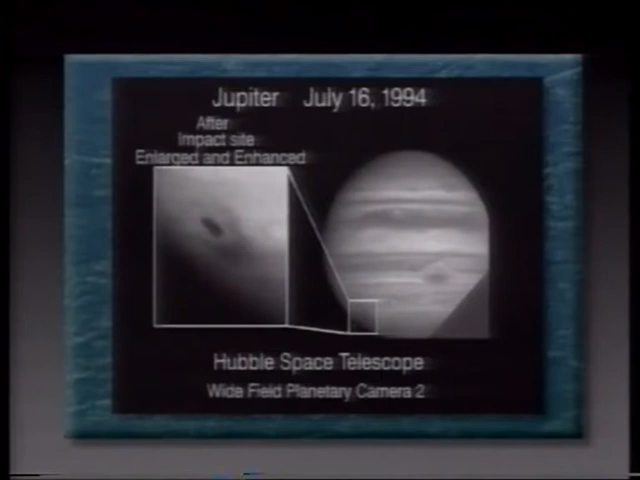 Jupiter July 16, 1994
After
Impact site
Enlarged and Enhanced
Hubble Space Telescope
Wide Field Planetary Camera 2